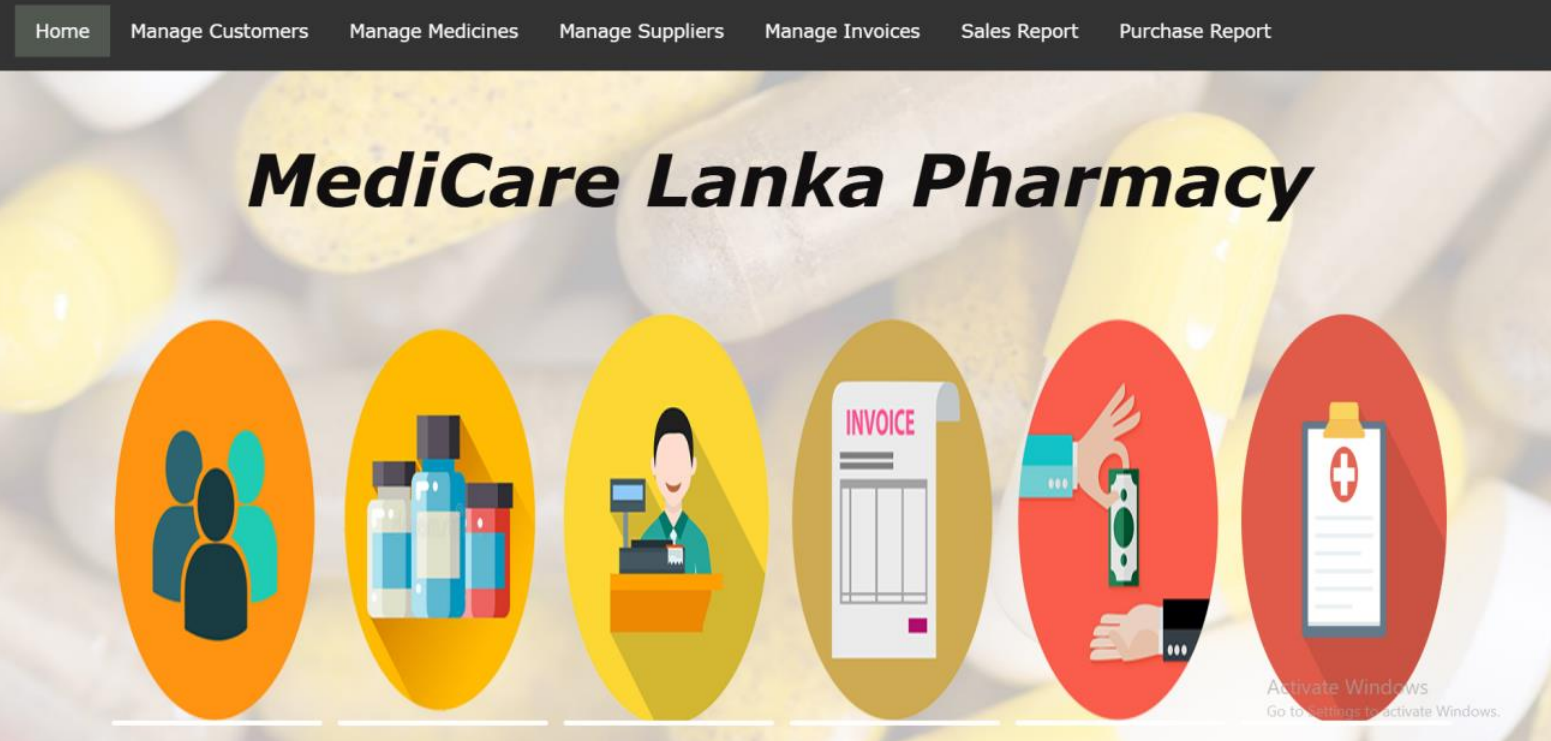 Home Manage Customers Manage Medicines Manage Suppliers Manage Invoices Sales Report Purchase Report
MediCare Lanka Pharmacy
INVOICE
Activate Windows
Go to Settings to activate Windows.